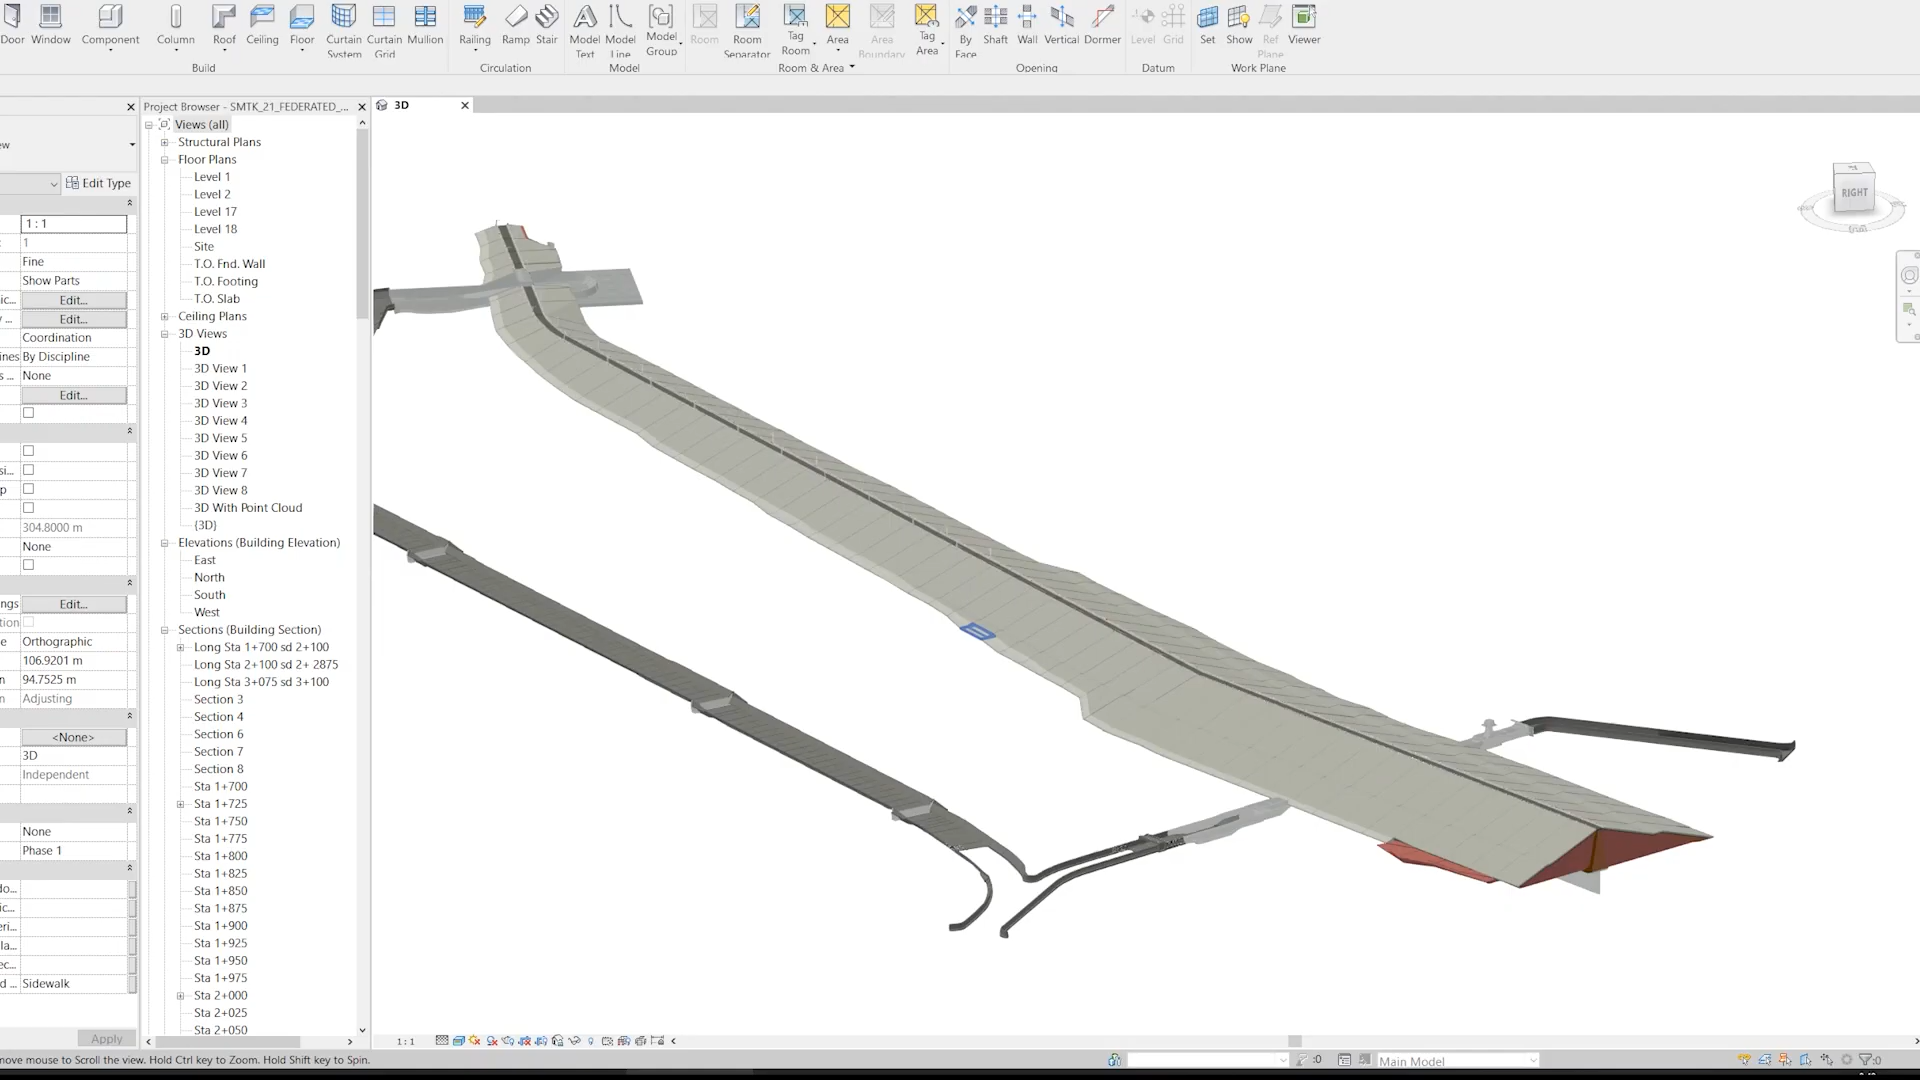 Door Window Component Column Roof Ceiling Floor Curtain System Curtain Grid Mullion Railing Ramp Stair Model Text Model Line Model Group Room Room Separator Tag Room Area Area Boundary Tag Area By Face Shaft Wall Vertical Dormer Level Grid Set Show Ref Plane Viewer
Build Circulation Model Room & Area Opening Datum Work Plane
Project Browser - SMTK_21_FEDERATED_...
3D
Edit Type
1 : 1
1
Fine
Show Parts
Edit...
Edit...
Coordination
By Discipline
None
Edit...
304.8000 m
None
Edit...
Orthographic
106.9201 m
94.7525 m
Adjusting
<None>
3D
Independent
None
Phase 1
Sidewalk
Apply
Views (all)
Structural Plans
Floor Plans
Level 1
Level 2
Level 17
Level 18
Site
T.O. Fnd. Wall
T.O. Footing
T.O. Slab
Ceiling Plans
3D Views
3D
3D View 1
3D View 2
3D View 3
3D View 4
3D View 5
3D View 6
3D View 7
3D View 8
3D With Point Cloud
{3D}
Elevations (Building Elevation)
East
North
South
West
Sections (Building Section)
Long Sta 1+700 sd 2+100
Long Sta 2+100 sd 2+ 2875
Long Sta 3+075 sd 3+100
Section 3
Section 4
Section 6
Section 7
Section 8
Sta 1+700
Sta 1+725
Sta 1+750
Sta 1+775
Sta 1+800
Sta 1+825
Sta 1+850
Sta 1+875
Sta 1+900
Sta 1+925
Sta 1+950
Sta 1+975
Sta 2+000
Sta 2+025
Sta 2+050
RIGHT
1 : 1
move mouse to Scroll the view. Hold Ctrl key to Zoom. Hold Shift key to Spin.
:0
Main Model
:0